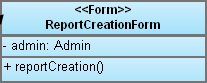 <<Form>>
ReportCreationForm
- admin: Admin
+ reportCreation()